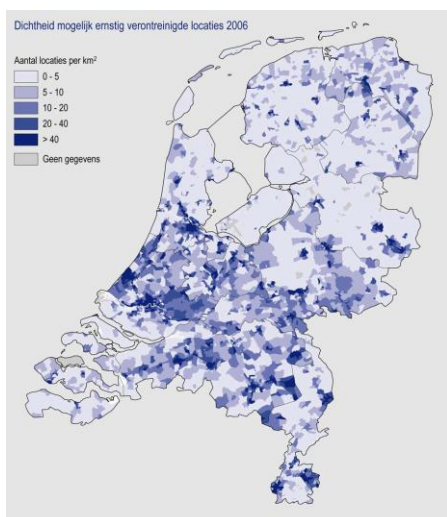 Dichtheid mogelijk ernstig verontreinigde locaties 2006
Aantal locaties per km²
0 - 5
5 - 10
10 - 20
20 - 40
> 40
Geen gegevens